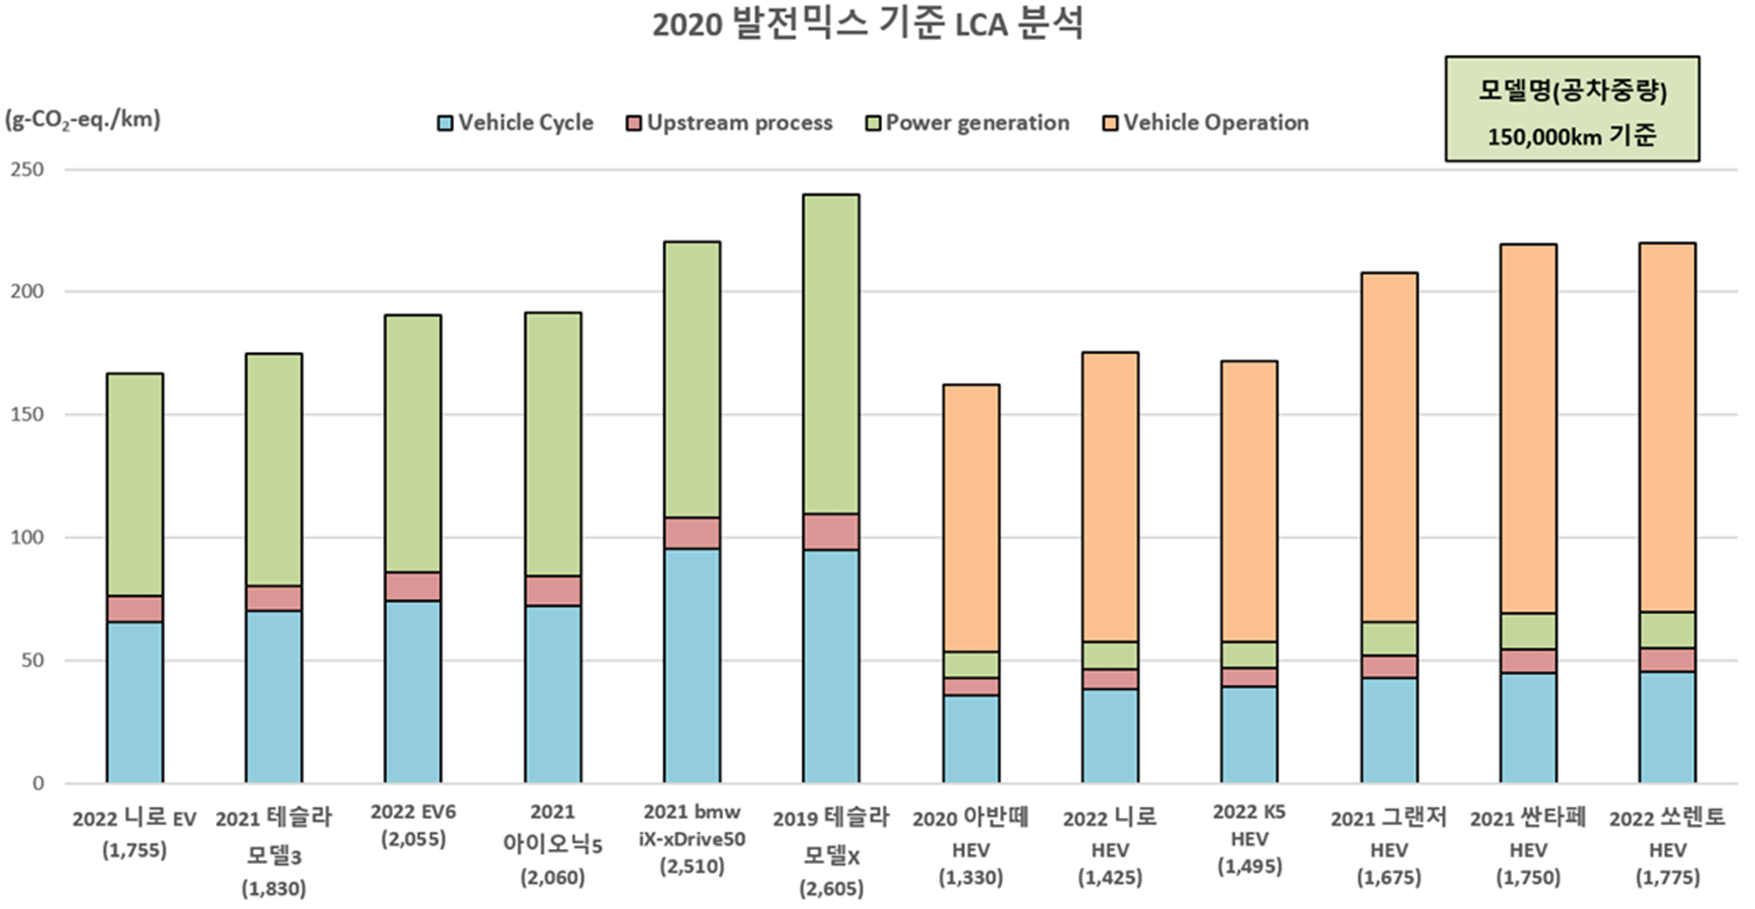 2020 발전믹스 기준 LCA 분석
모델명(공차중량)
150,000km 기준
(g-CO₂-eq./km)
Vehicle Cycle Upstream process Power generation Vehicle Operation
250
200
150
100
50
0
2022 니로 EV
(1,755)
2021 테슬라
모델3
(1,830)
2022 EV6
(2,055)
2021
아이오닉5
(2,060)
2021 bmw
iX-xDrive50
(2,510)
2019 테슬라
모델X
(2,605)
2020 아반떼
HEV
(1,330)
2022 니로
HEV
(1,425)
2022 K5
HEV
(1,495)
2021 그랜저
HEV
(1,675)
2021 싼타페
HEV
(1,750)
2022 쏘렌토
HEV
(1,775)